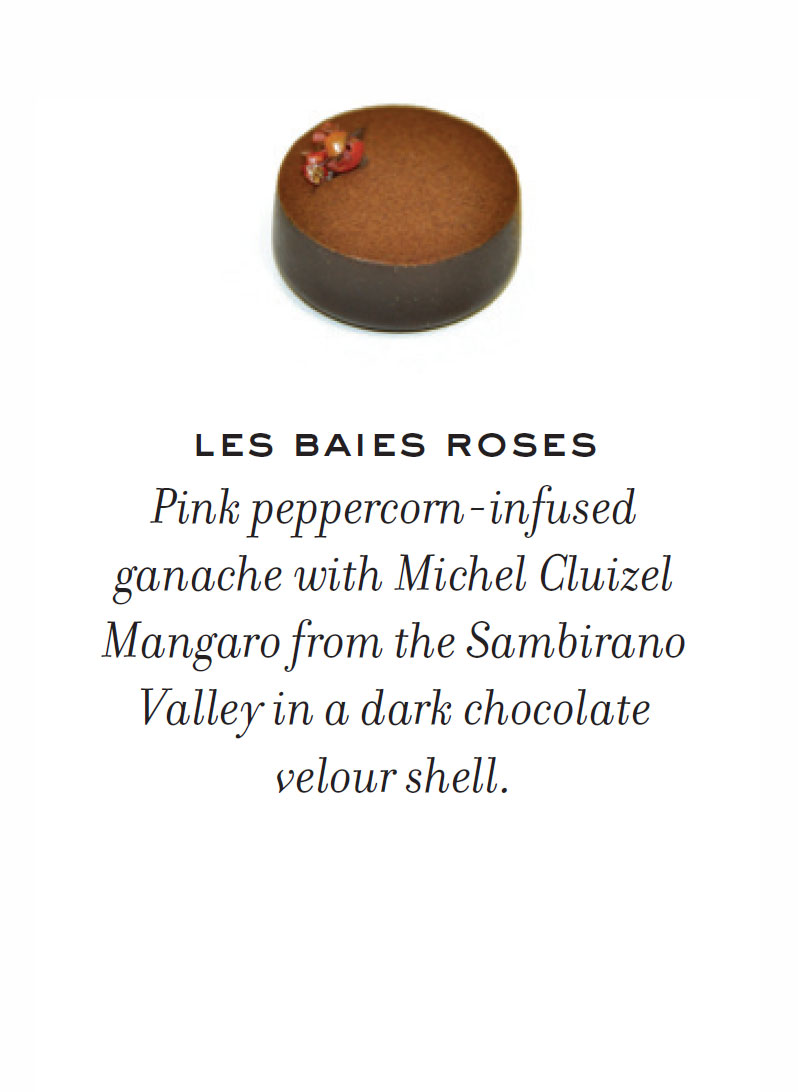 LES BAIES ROSES
Pink peppercorn-infused
ganache with Michel Cluizel
Mangaro from the Sambirano
Valley in a dark chocolate
velour shell.